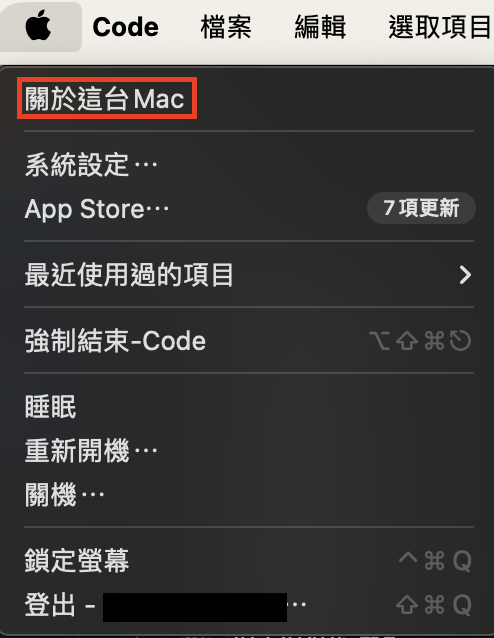 Code 檔案 編輯 選取項目
關於這台 Mac
系統設定⋯
App Store⋯ 7 項更新
最近使用過的項目 >
強制結束-Code ⌥⇧⌘⎋
睡眠
重新開機⋯
關機⋯
鎖定螢幕 ^⌘Q
登出 - ⋯ ⇧⌘Q